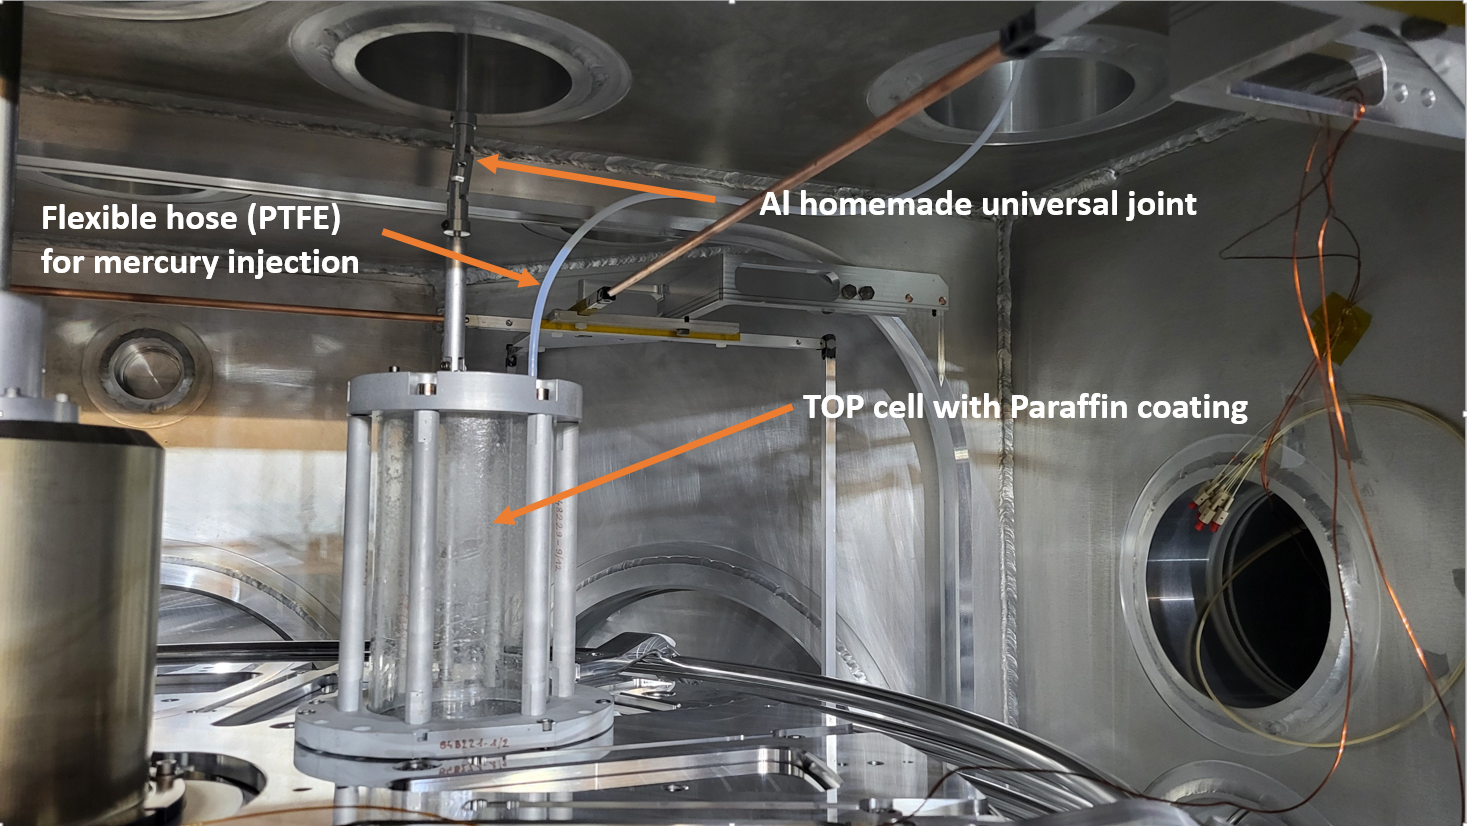 Al homemade universal joint
Flexible hose (PTFE)
for mercury injection
TOP cell with Paraffin coating